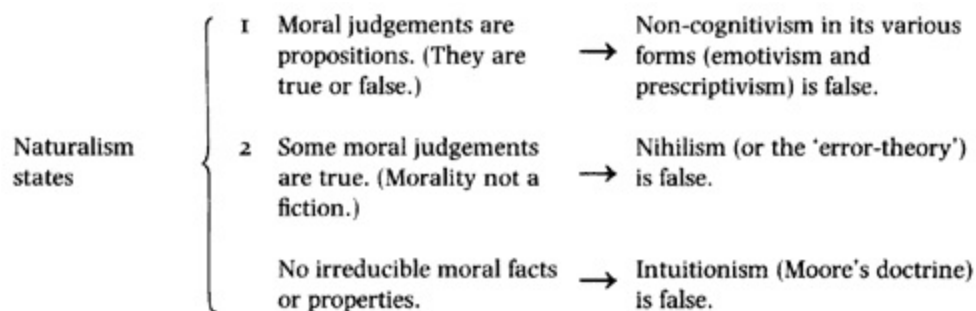 1 Moral judgements are
propositions. (They are
true or false.)
→
Non-cognitivism in its various
forms (emotivism and
prescriptivism) is false.
Naturalism
states
2 Some moral judgements
are true. (Morality not a
fiction.)
→
Nihilism (or the ‘error-theory’)
is false.
No irreducible moral facts
or properties.
→
Intuitionism (Moore’s doctrine)
is false.